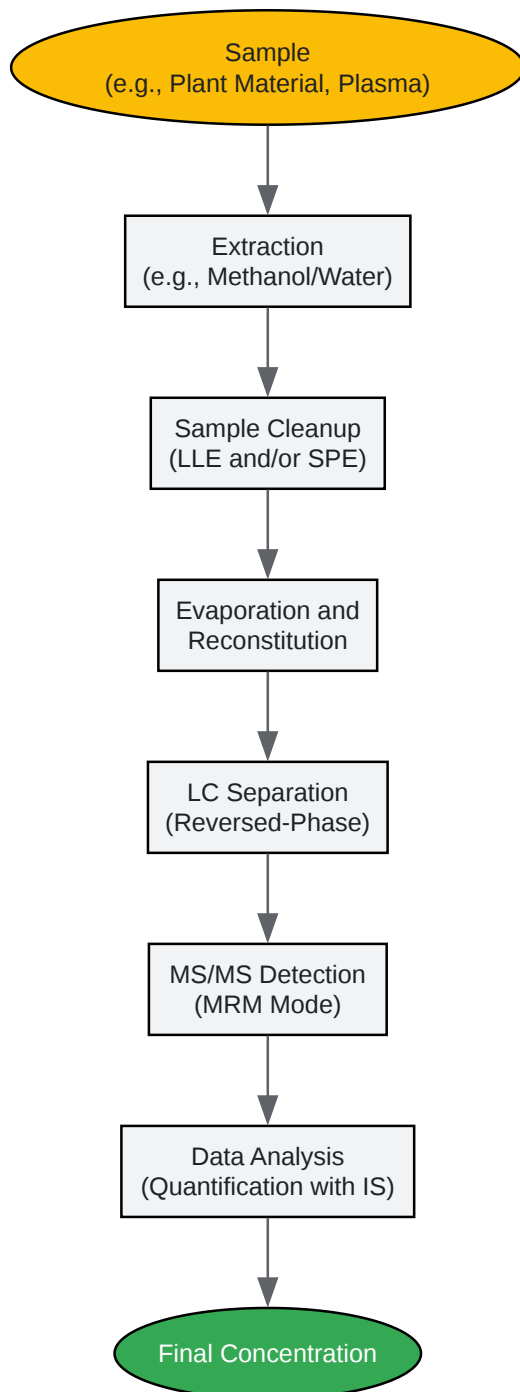 Sample
(e.g., Plant Material, Plasma)
Extraction
(e.g., Methanol/Water)
Sample Cleanup
(LLE and/or SPE)
Evaporation and
Reconstitution
LC Separation
(Reversed-Phase)
MS/MS Detection
(MRM Mode)
Data Analysis
(Quantification with IS)
Final Concentration